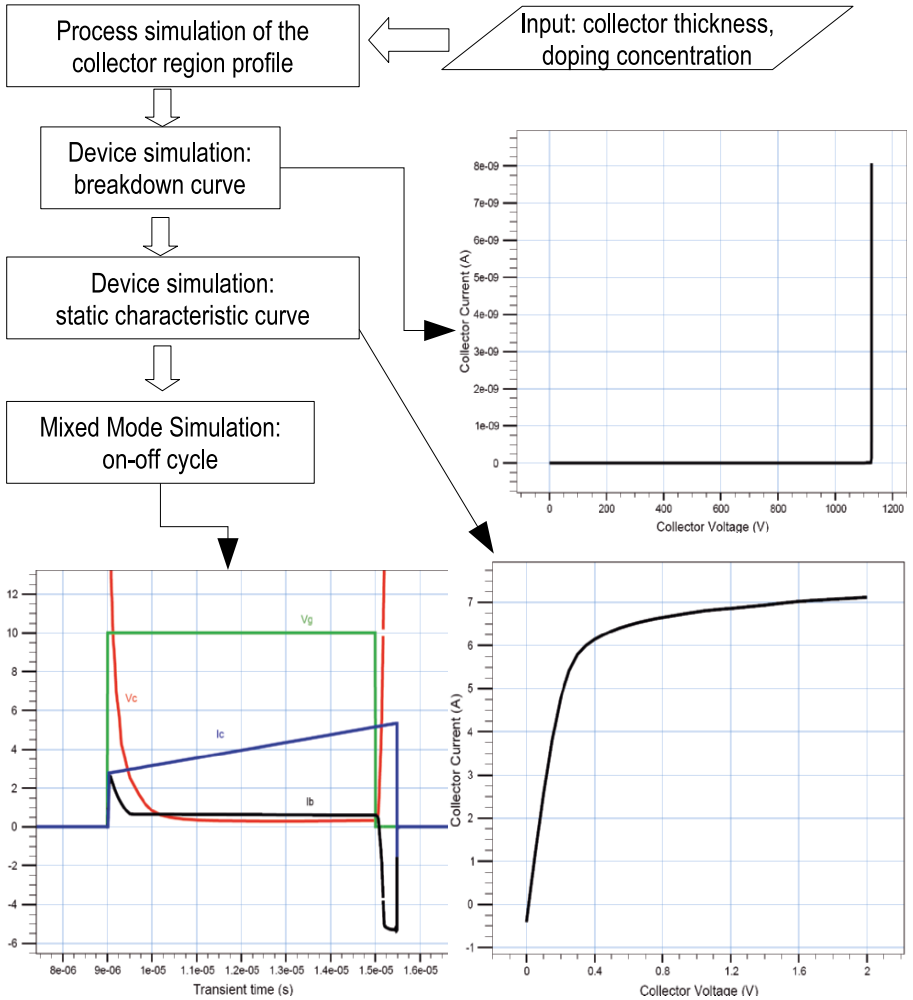 Process simulation of the
collector region profile
Input: collector thickness,
doping concentration
Device simulation:
breakdown curve
Device simulation:
static characteristic curve
Mixed Mode Simulation:
on-off cycle
Collector Current (A)
8e-09
7e-09
6e-09
5e-09
4e-09
3e-09
2e-09
1e-09
0
0 200 400 600 800 1000 1200
Collector Voltage (V)
12
10
8
6
4
2
0
-2
-4
-6
Vg
Vc
Ic
Ib
8e-06 9e-06 1e-05 1.1e-05 1.2e-05 1.3e-05 1.4e-05 1.5e-05 1.6e-05
Transient time (s)
Collector Current (A)
7
6
5
4
3
2
1
0
-1
0 0.4 0.8 1.2 1.6 2
Collector Voltage (V)